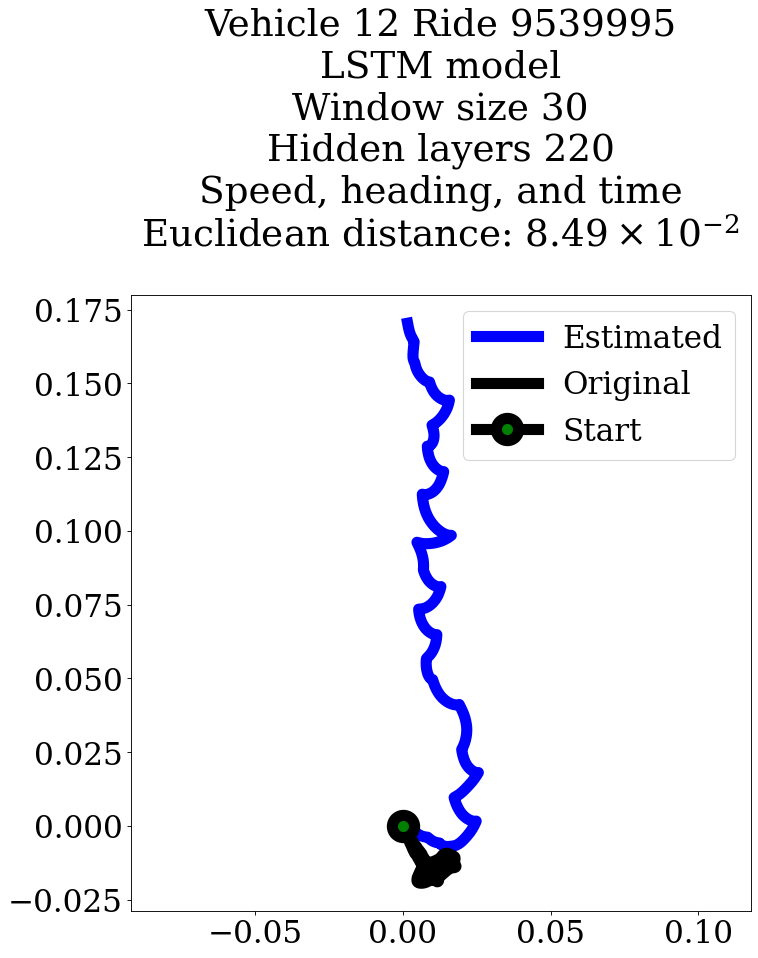 Vehicle 12 Ride 9539995
LSTM model
Window size 30
Hidden layers 220
Speed, heading, and time
Euclidean distance: 8.49 × 10⁻²
0.175
0.150
0.125
0.100
0.075
0.050
0.025
0.000
−0.025
Estimated
Original
Start
−0.05 0.00 0.05 0.10